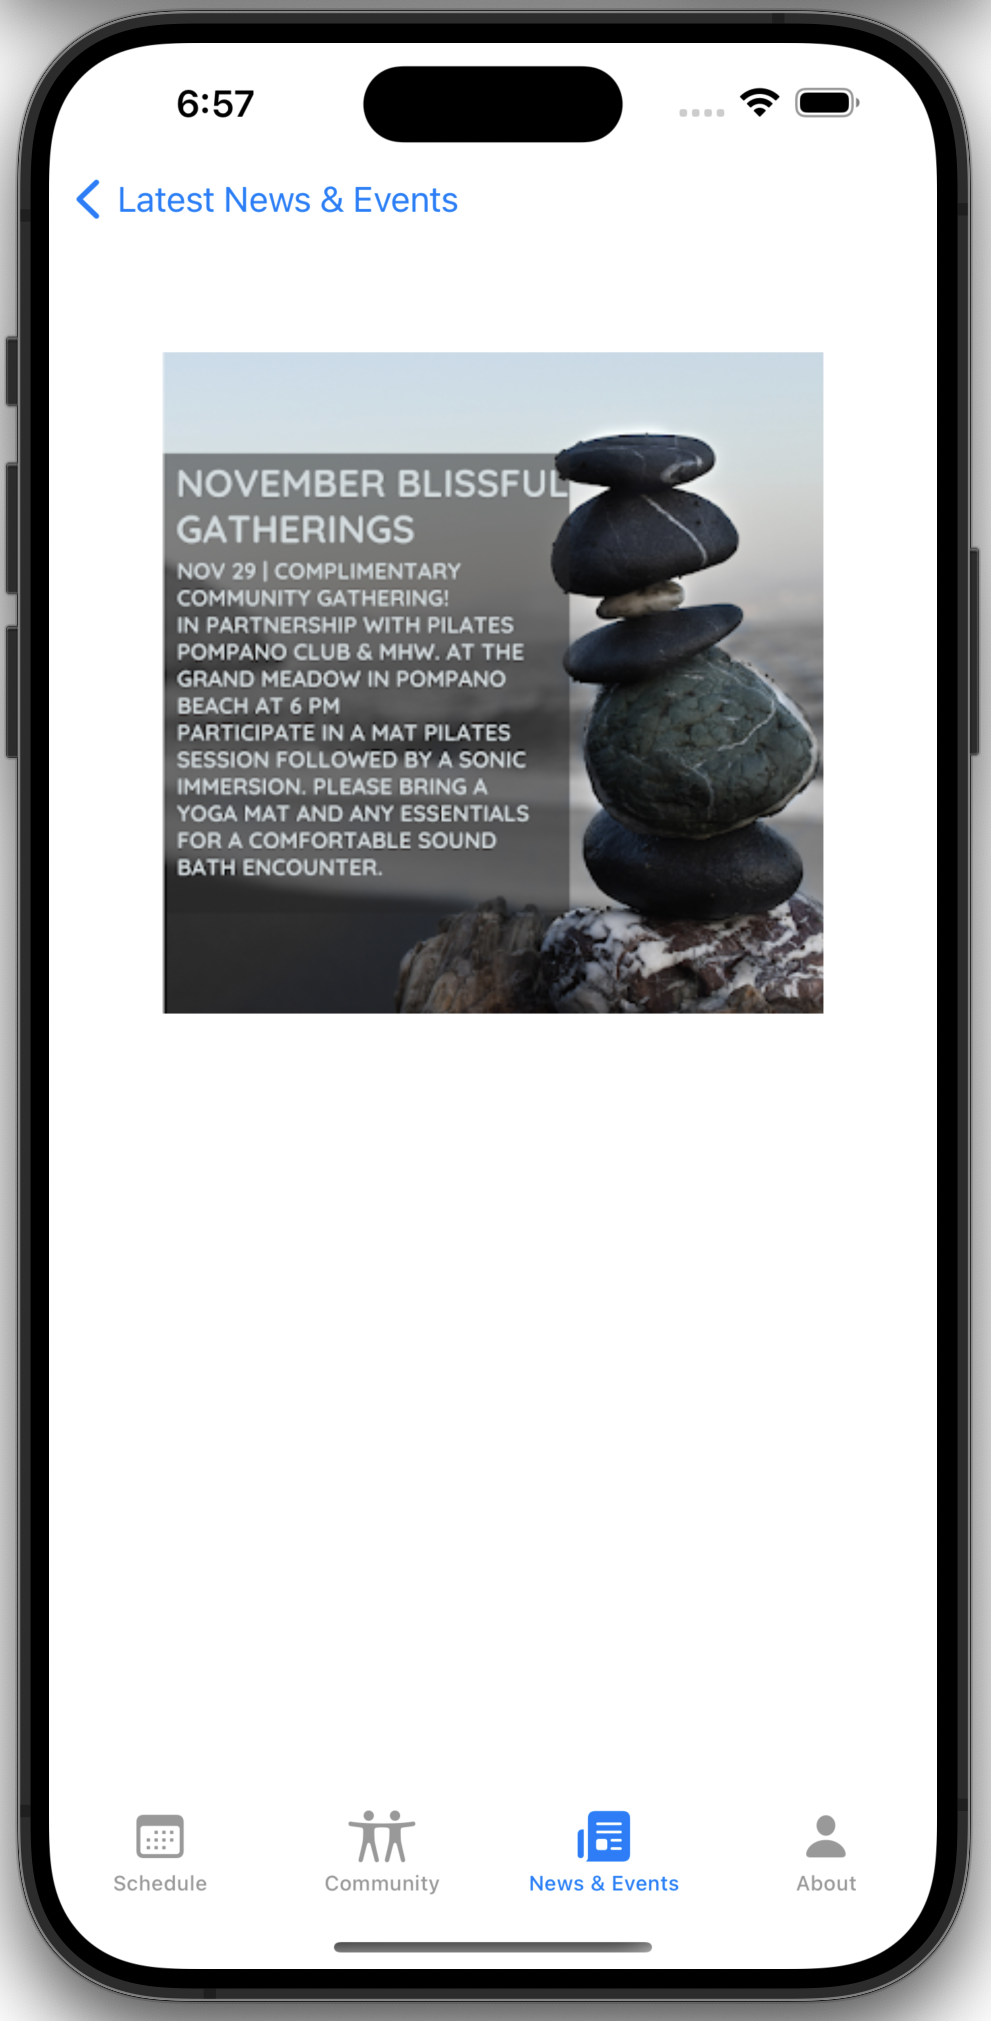 6:57
Latest News & Events
NOVEMBER BLISSFUL
GATHERINGS
NOV 29 | COMPLIMENTARY
COMMUNITY GATHERING!
IN PARTNERSHIP WITH PILATES
POMPANO CLUB & MHW. AT THE
GRAND MEADOW IN POMPANO
BEACH AT 6 PM
PARTICIPATE IN A MAT PILATES
SESSION FOLLOWED BY A SONIC
IMMERSION. PLEASE BRING A
YOGA MAT AND ANY ESSENTIALS
FOR A COMFORTABLE SOUND
BATH ENCOUNTER.
Schedule
Community
News & Events
About